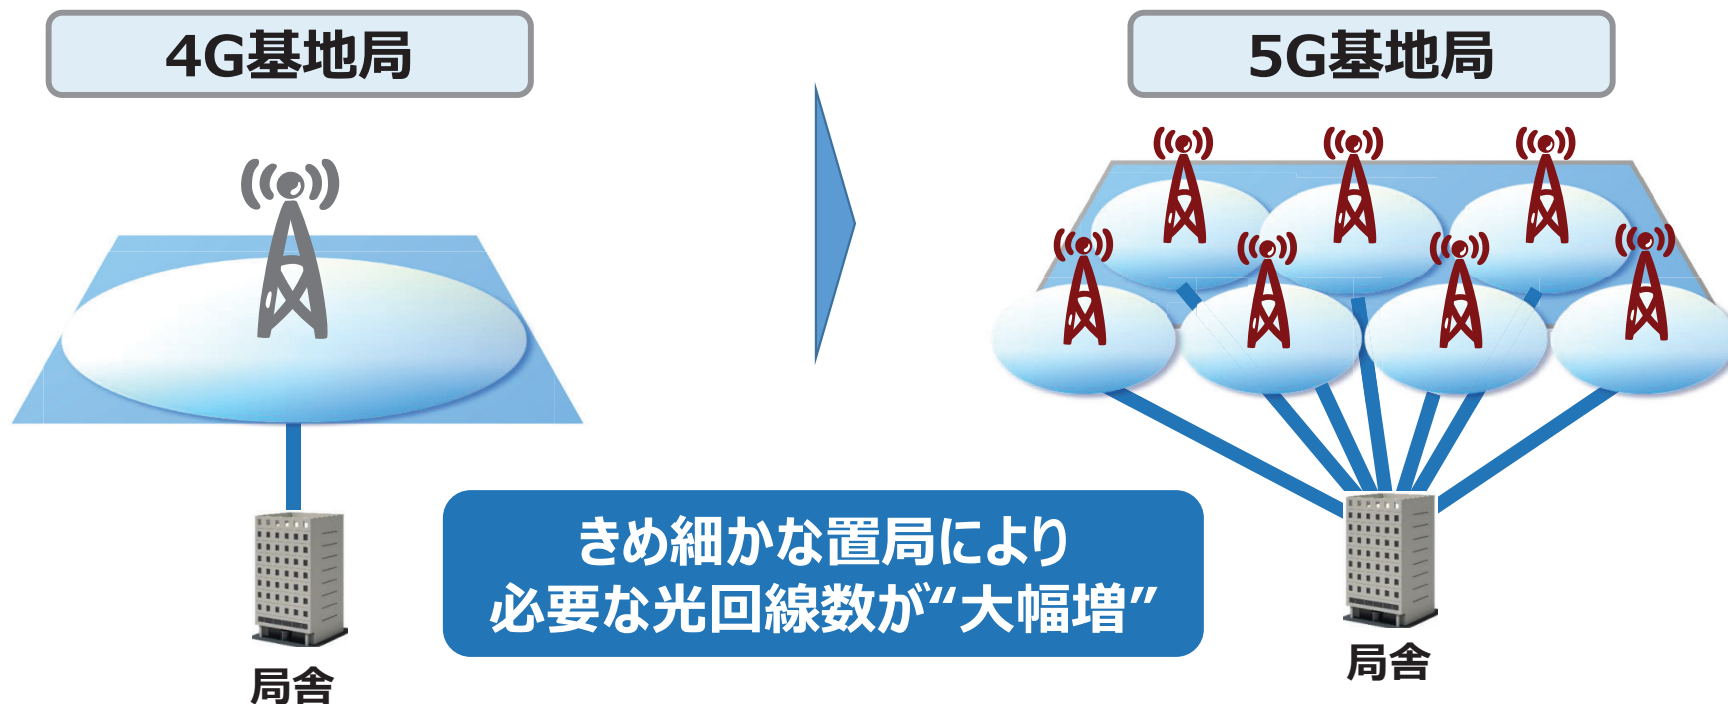 4G基地局
5G基地局
きめ細かな置局により
必要な光回線数が“大幅増”
局舎
局舎